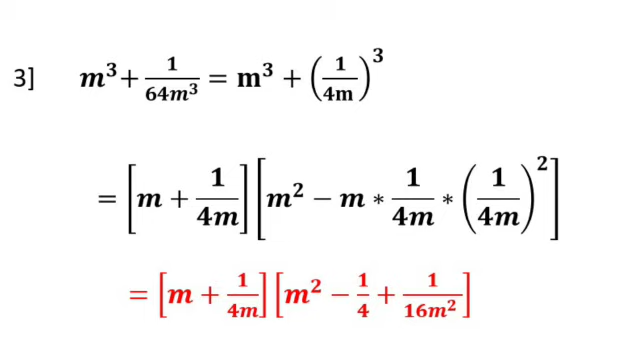 3] m³ + 1/64m³ = m³ + (1/4m)³
= [m + 1/4m] [m² − m * 1/4m * (1/4m)²]
= [m + 1/4m] [m² − 1/4 + 1/16m²]